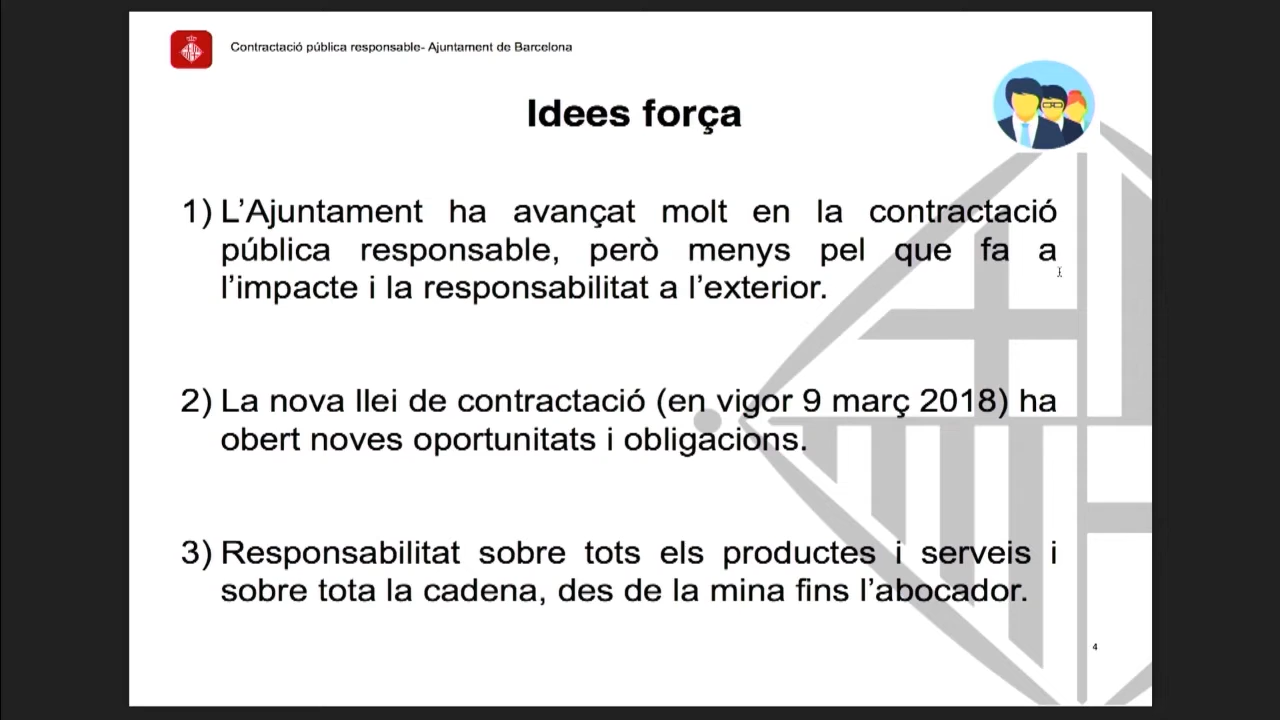 Contractació pública responsable- Ajuntament de Barcelona
Idees força
1) L’Ajuntament ha avançat molt en la contractació
pública responsable, però menys pel que fa a
l’impacte i la responsabilitat a l’exterior.
2) La nova llei de contractació (en vigor 9 març 2018) ha
obert noves oportunitats i obligacions.
3) Responsabilitat sobre tots els productes i serveis i
sobre tota la cadena, des de la mina fins l’abocador.
4